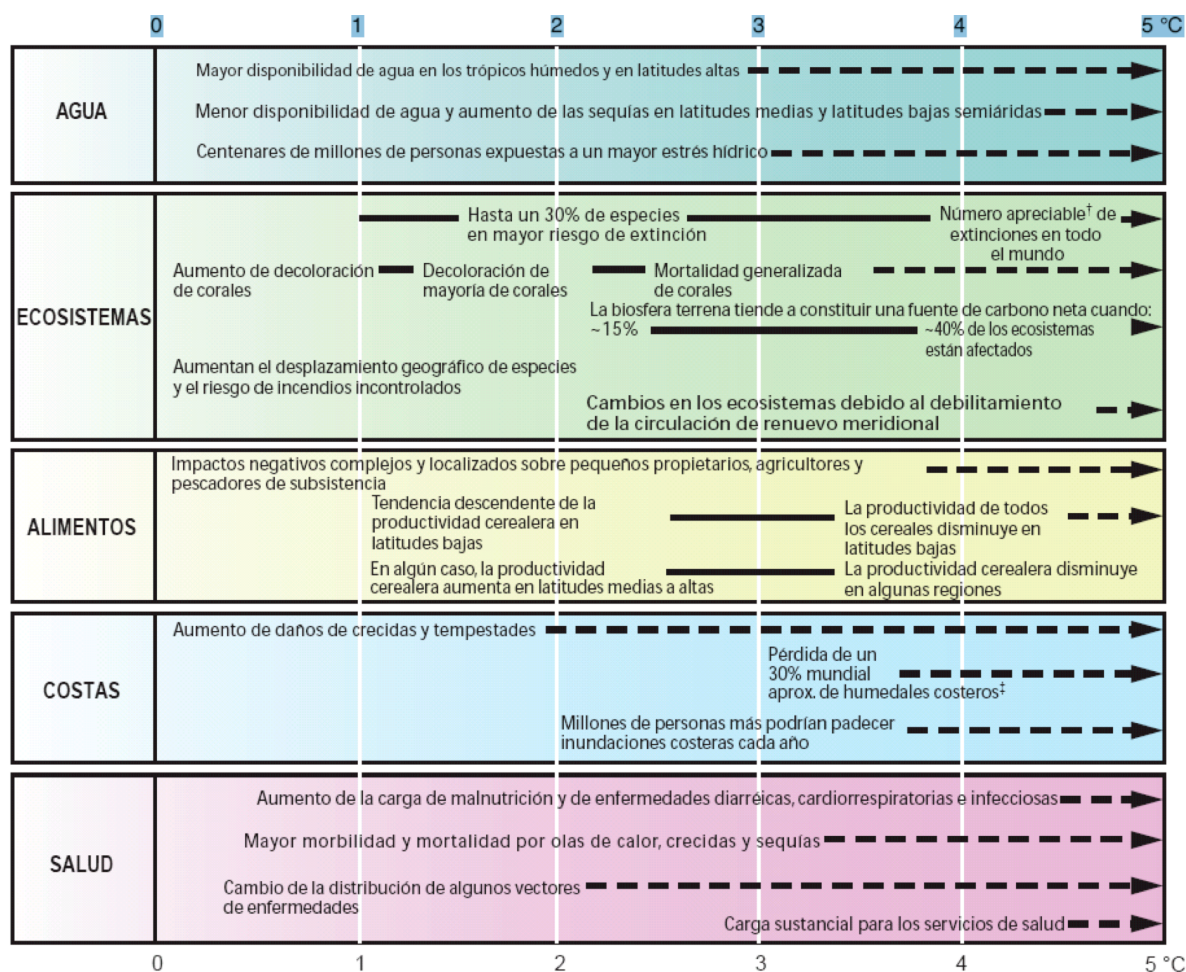 0 1 2 3 4 5 °C
AGUA
Mayor disponibilidad de agua en los trópicos húmedos y en latitudes altas
Menor disponibilidad de agua y aumento de las sequías en latitudes medias y latitudes bajas semiáridas
Centenares de millones de personas expuestas a un mayor estrés hídrico
ECOSISTEMAS
Hasta un 30% de especies
en mayor riesgo de extinción
Número apreciable† de
extinciones en todo
el mundo
Aumento de decoloración
de corales
Decoloración de
mayoría de corales
Mortalidad generalizada
de corales
La biosfera terrena tiende a constituir una fuente de carbono neta cuando:
~15%
~40% de los ecosistemas
están afectados
Aumentan el desplazamiento geográfico de especies
y el riesgo de incendios incontrolados
Cambios en los ecosistemas debido al debilitamiento
de la circulación de renuevo meridional
ALIMENTOS
Impactos negativos complejos y localizados sobre pequeños propietarios, agricultores y
pescadores de subsistencia
Tendencia descendente de la
productividad cerealera en
latitudes bajas
La productividad de todos
los cereales disminuye en
latitudes bajas
En algún caso, la productividad
cerealera aumenta en latitudes medias a altas
La productividad cerealera disminuye
en algunas regiones
COSTAS
Aumento de daños de crecidas y tempestades
Pérdida de un
30% mundial
aprox. de humedales costeros‡
Millones de personas más podrían padecer
inundaciones costeras cada año
SALUD
Aumento de la carga de malnutrición y de enfermedades diarréicas, cardiorrespiratorias e infecciosas
Mayor morbilidad y mortalidad por olas de calor, crecidas y sequías
Cambio de la distribución de algunos vectores
de enfermedades
Carga sustancial para los servicios de salud
0 1 2 3 4 5 °C